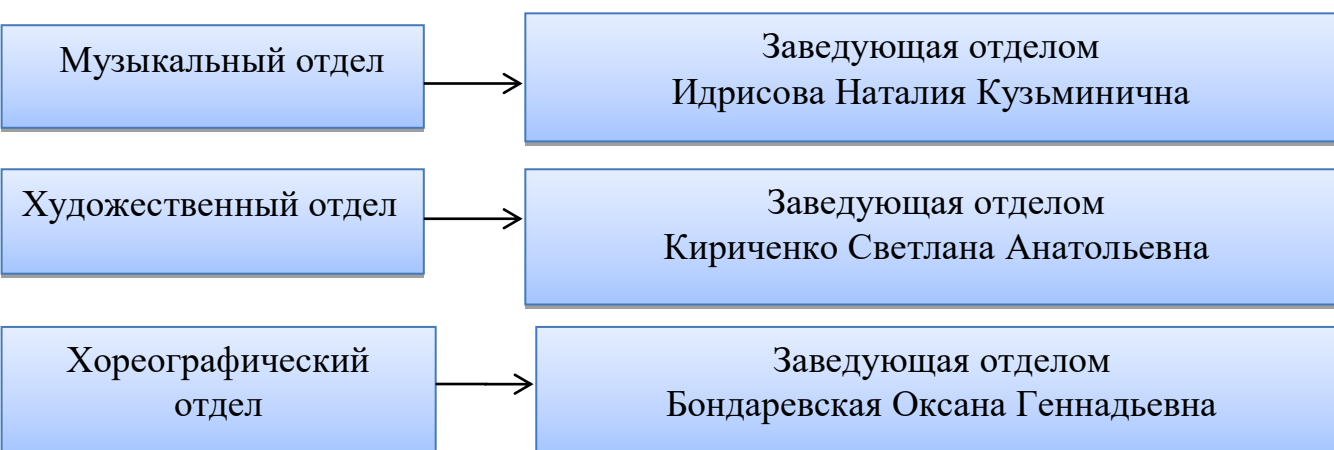 Музыкальный отдел
Заведующая отделом
Идрисова Наталия Кузьминична
Художественный отдел
Заведующая отделом
Кириченко Светлана Анатольевна
Хореографический
отдел
Заведующая отделом
Бондаревская Оксана Геннадьевна